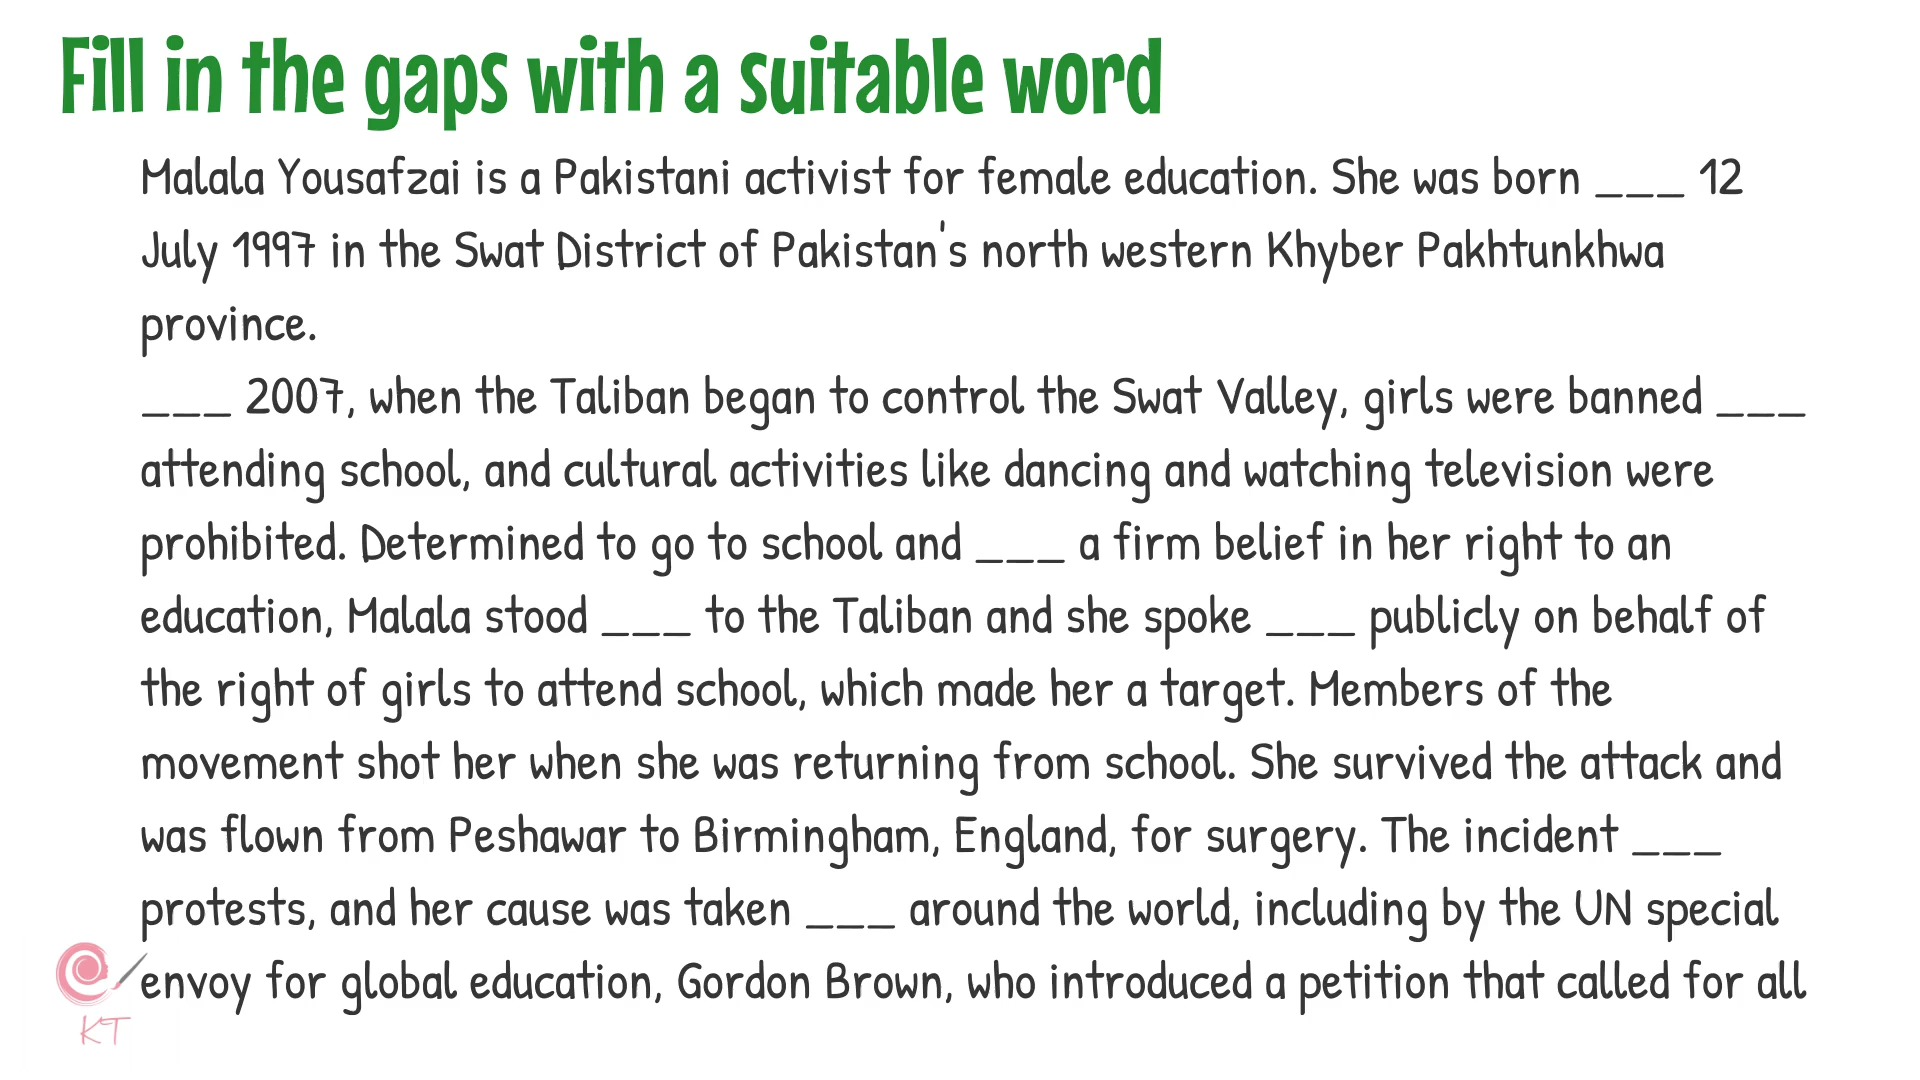 Fill in the gaps with a suitable word
Malala Yousafzai is a Pakistani activist for female education. She was born ___ 12
July 1997 in the Swat District of Pakistan's north western Khyber Pakhtunkhwa
province.
___ 2007, when the Taliban began to control the Swat Valley, girls were banned ___
attending school, and cultural activities like dancing and watching television were
prohibited. Determined to go to school and ___ a firm belief in her right to an
education, Malala stood ___ to the Taliban and she spoke ___ publicly on behalf of
the right of girls to attend school, which made her a target. Members of the
movement shot her when she was returning from school. She survived the attack and
was flown from Peshawar to Birmingham, England, for surgery. The incident ___
protests, and her cause was taken ___ around the world, including by the UN special
envoy for global education, Gordon Brown, who introduced a petition that called for all
KT